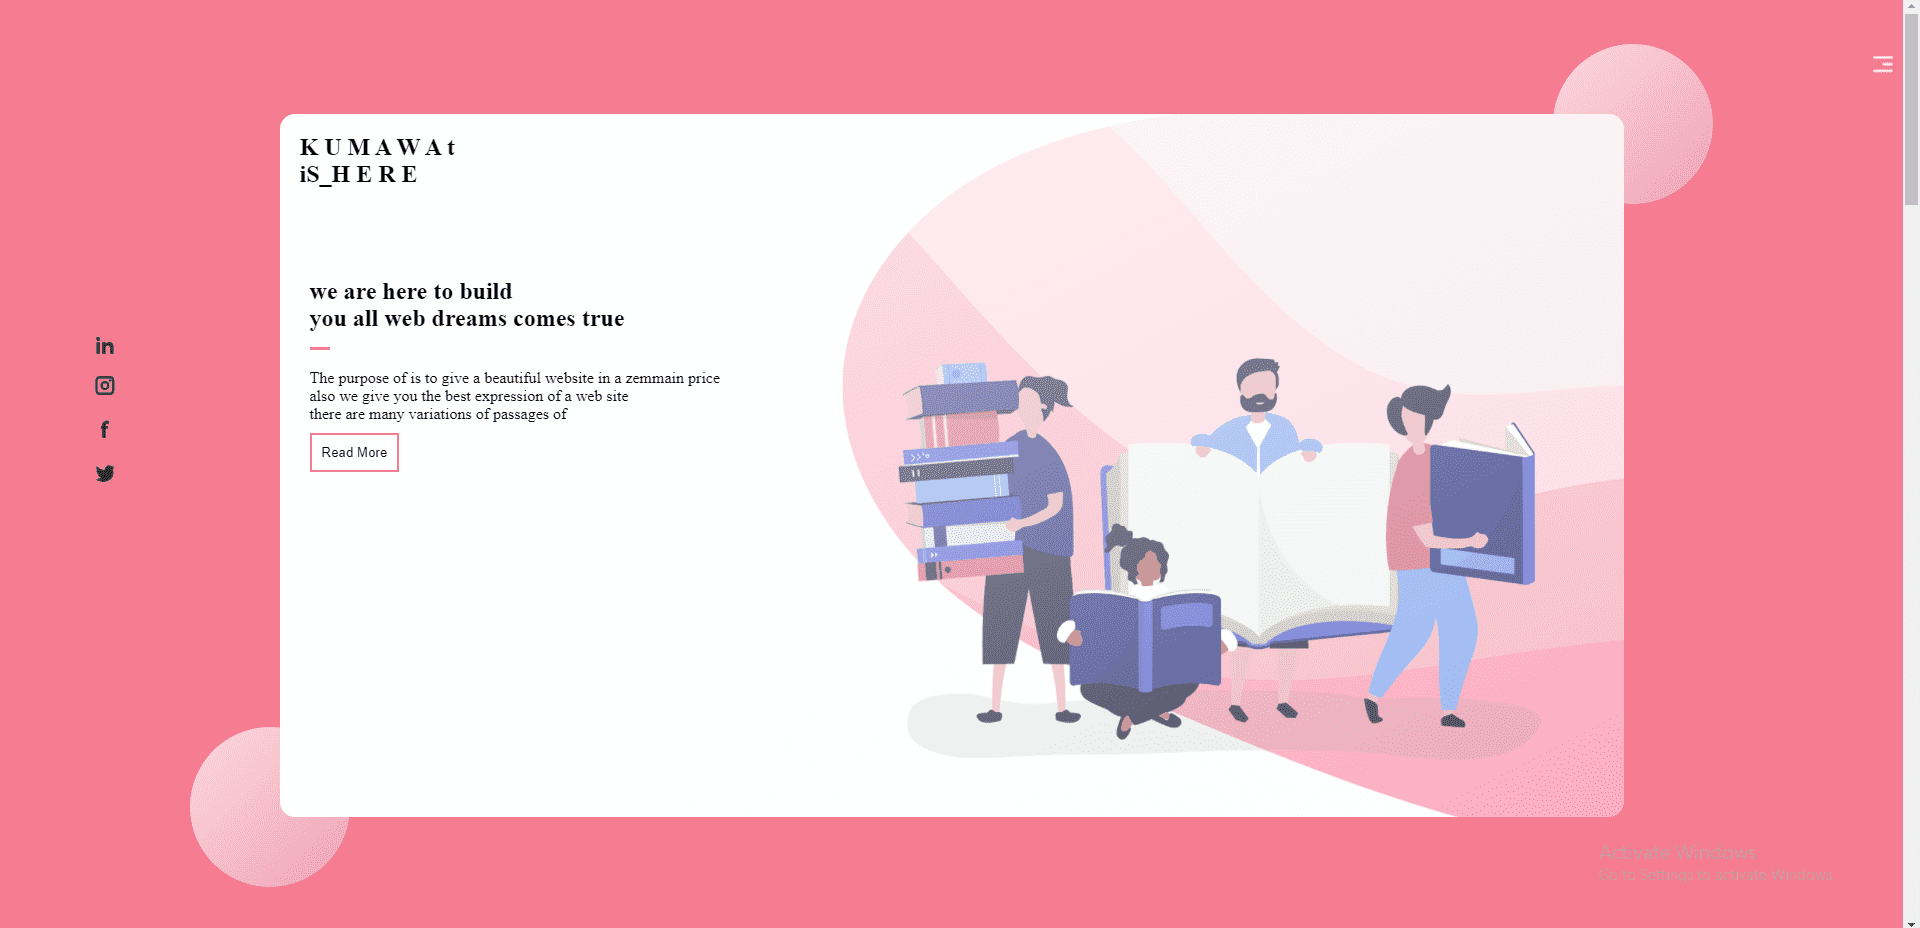 K U M A W A t
iS_H E R E
we are here to build
you all web dreams comes true
The purpose of is to give a beautiful website in a zemmain price
also we give you the best expression of a web site
there are many variations of passages of
Read More
Activate Windows
Go to Settings to activate Windows.